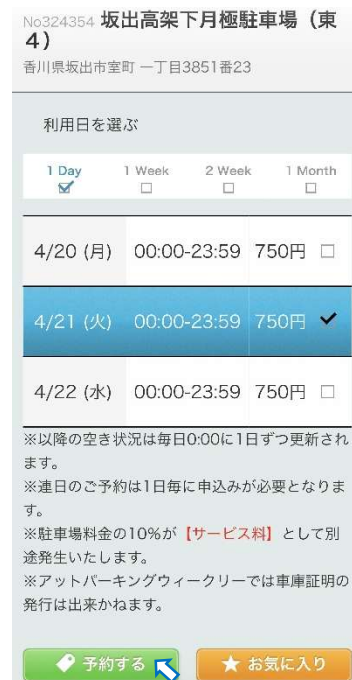 No324354 坂出高架下月極駐車場（東
4）
香川県坂出市室町 一丁目3851番23
利用日を選ぶ
1 Day 1 Week 2 Week 1 Month
4/20 (月) 00:00-23:59 750円
4/21 (火) 00:00-23:59 750円
4/22 (水) 00:00-23:59 750円
※以降の空き状況は毎日0:00に1日ずつ更新され
ます。
※連日のご予約は1日毎に申込みが必要となりま
す。
※駐車場料金の10%が【サービス料】として別
途発生いたします。
※アットパーキングウィークリーでは車庫証明の
発行は出来かねます。
予約する お気に入り